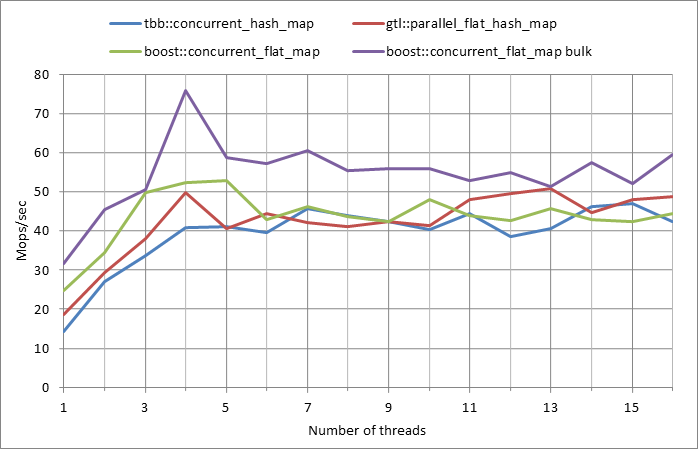 tbb::concurrent_hash_map gtl::parallel_flat_hash_map
boost::concurrent_flat_map boost::concurrent_flat_map bulk
80
70
60
50
40
30
20
10
0
Mops/sec
1 3 5 7 9 11 13 15
Number of threads